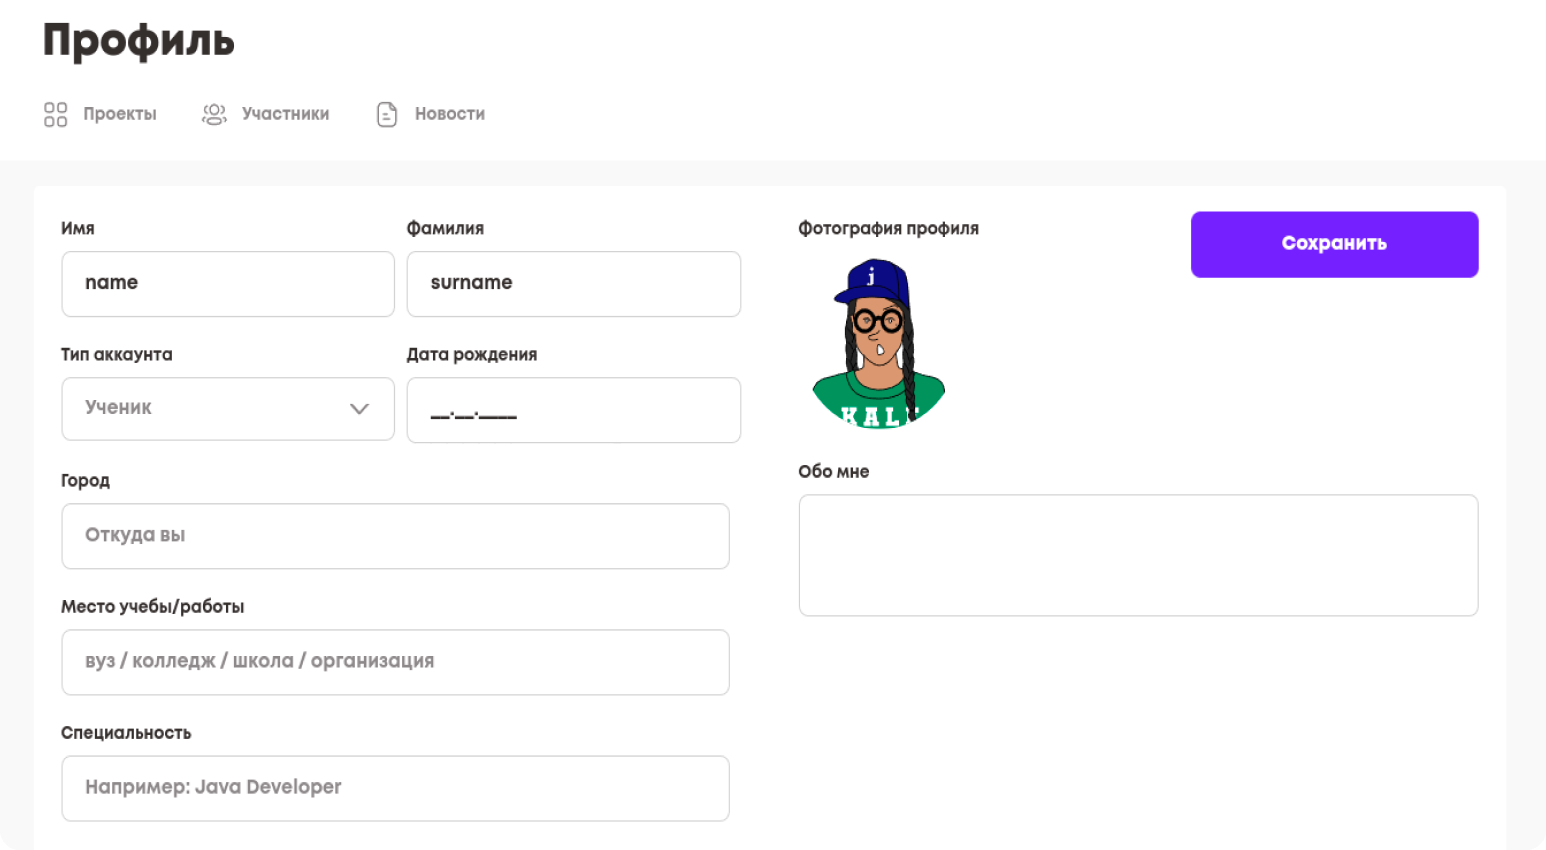 Профиль
Проекты Участники Новости
Имя Фамилия
name surname
Тип аккаунта Дата рождения
Ученик __.__.____
Город
Откуда вы
Место учебы/работы
вуз / колледж / школа / организация
Специальность
Например: Java Developer
Фотография профиля
Сохранить
j
Обо мне